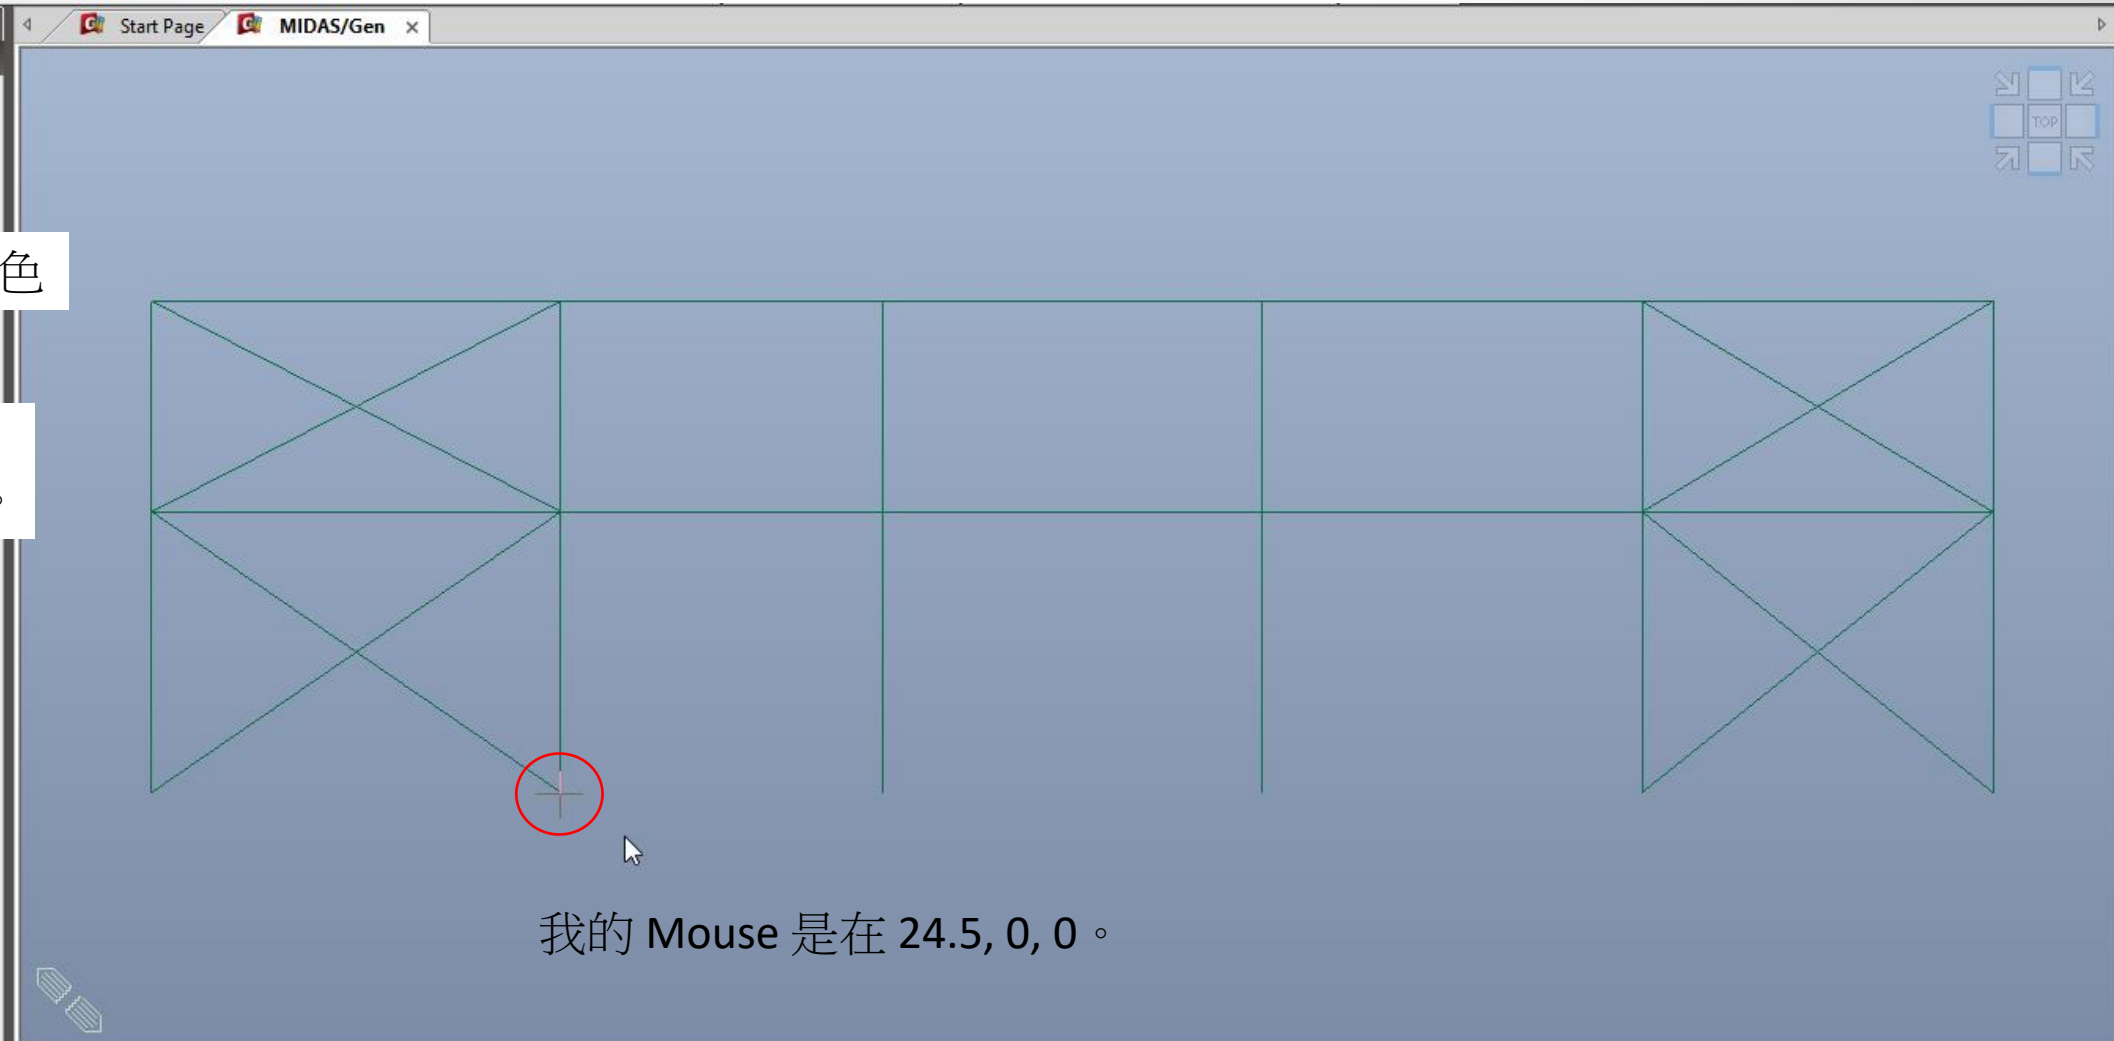 Start Page
MIDAS/Gen
TOP
色
。
我的 Mouse 是在 24.5, 0, 0。